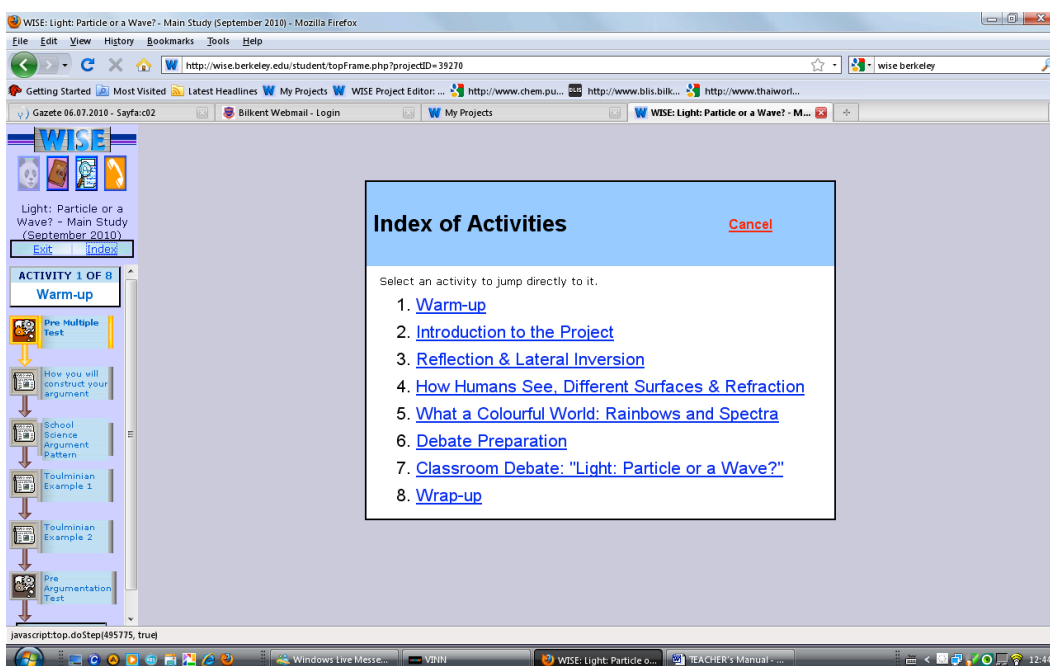 WISE: Light: Particle or a Wave? - Main Study (September 2010) - Mozilla Firefox
File Edit View History Bookmarks Tools Help
W http://wise.berkeley.edu/student/topFrame.php?projectID=39270
wise berkeley
Getting Started Most Visited Latest Headlines W My Projects W WISE Project Editor: ... http://www.chem.pu... http://www.blis.bilk... http://www.thaiworl...
Gazete 06.07.2010 - Sayfa:c02
Bilkent Webmail - Login
W My Projects
W WISE: Light: Particle or a Wave? - M...
WISE
Light: Particle or a
Wave? - Main Study
(September 2010)
Exit Index
ACTIVITY 1 OF 8
Warm-up
Pre Multiple
Test
How you will
construct your
argument
School
Science
Argument
Pattern
Toulminian
Example 1
Toulminian
Example 2
Pre
Argumentation
Test
Index of Activities
Cancel
Select an activity to jump directly to it.
1. Warm-up
2. Introduction to the Project
3. Reflection & Lateral Inversion
4. How Humans See, Different Surfaces & Refraction
5. What a Colourful World: Rainbows and Spectra
6. Debate Preparation
7. Classroom Debate: "Light: Particle or a Wave?"
8. Wrap-up
javascript:top.doStep(495775, true)
Windows Live Messe...
VINN
WISE: Light: Particle o...
TEACHER's Manual - ...